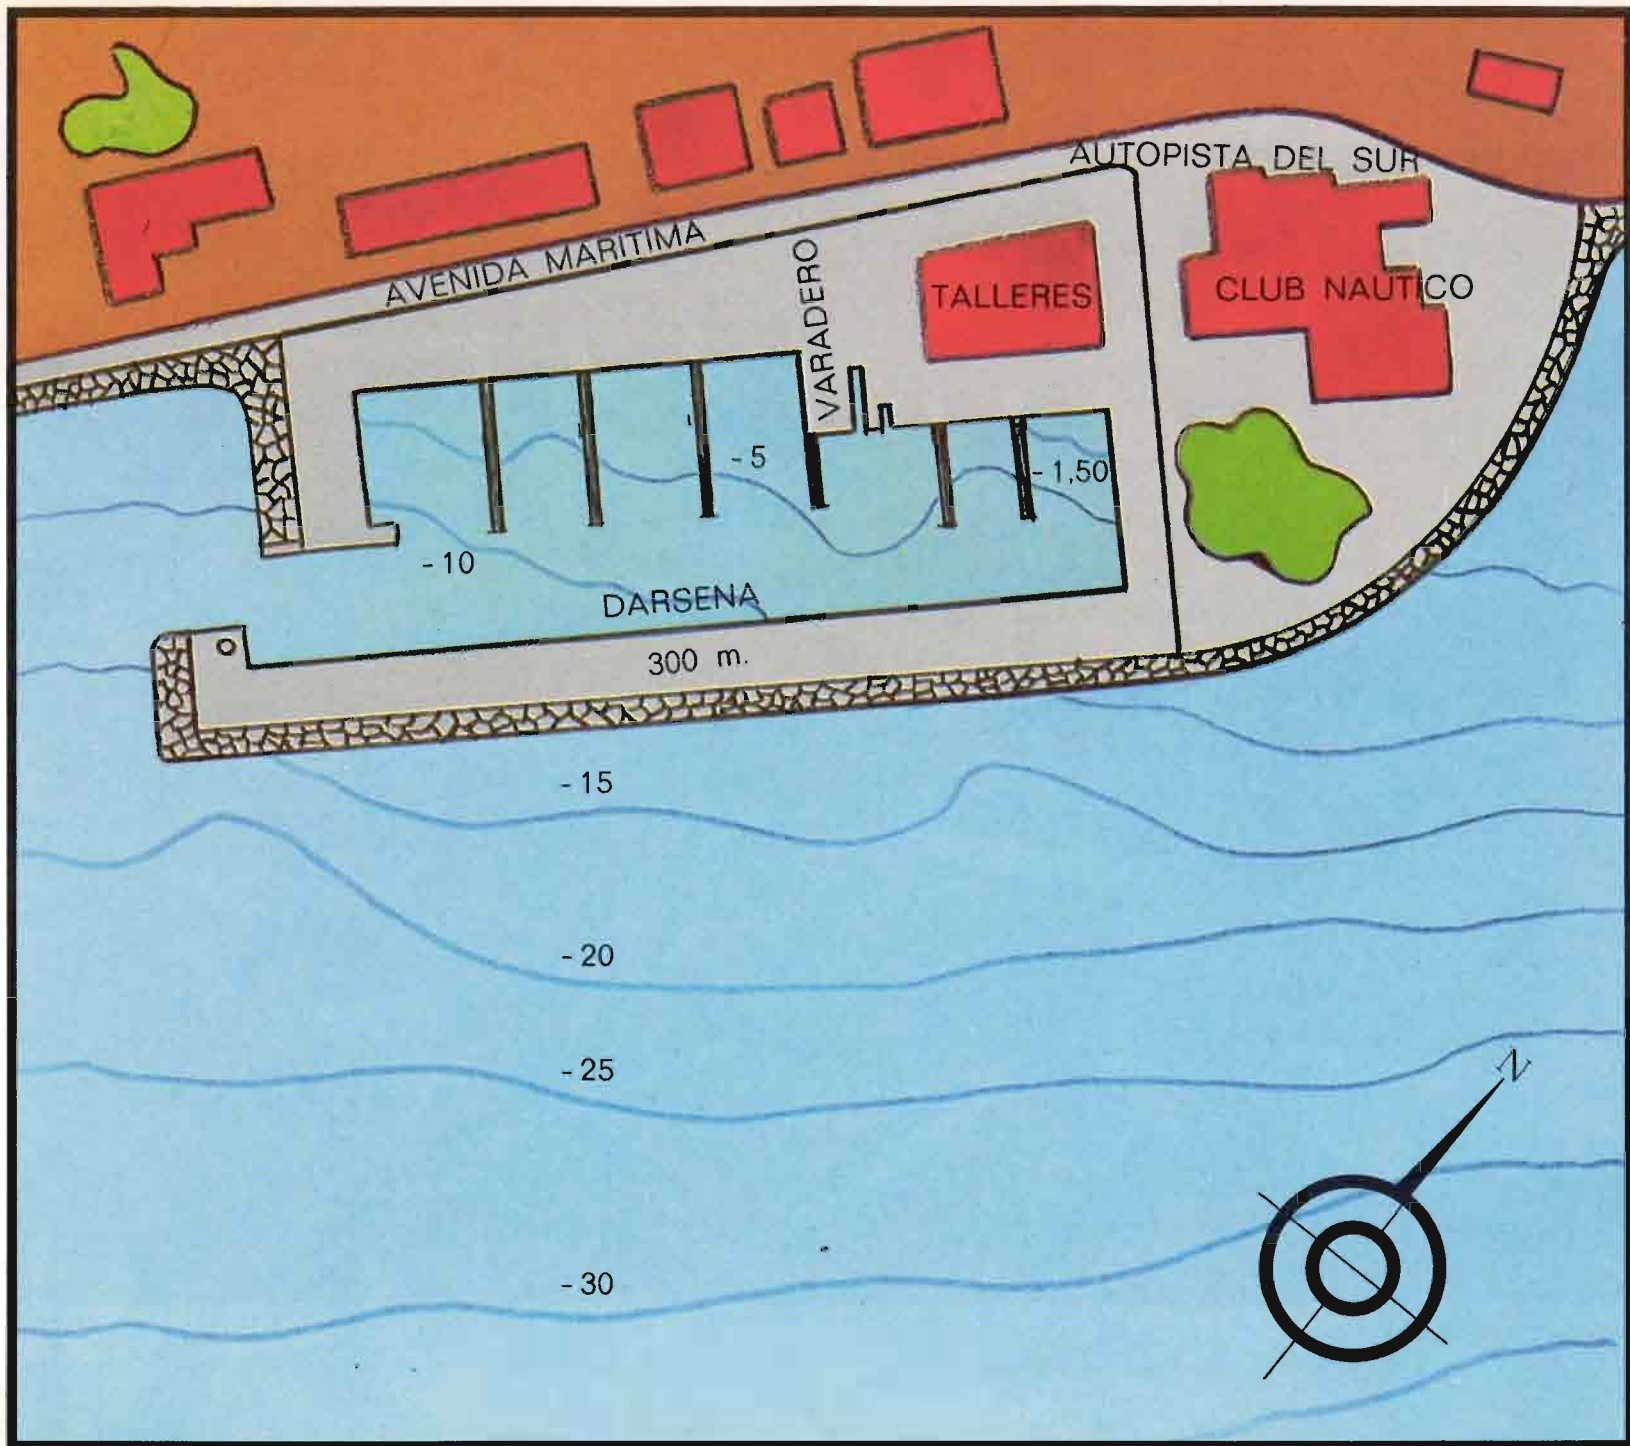 AUTOPISTA DEL SUR
AVENIDA MARITIMA
VARADERO
TALLERES
CLUB NAUTICO
- 5
- 1,50
- 10
DARSENA
300 m.
- 15
- 20
- 25
N
- 30